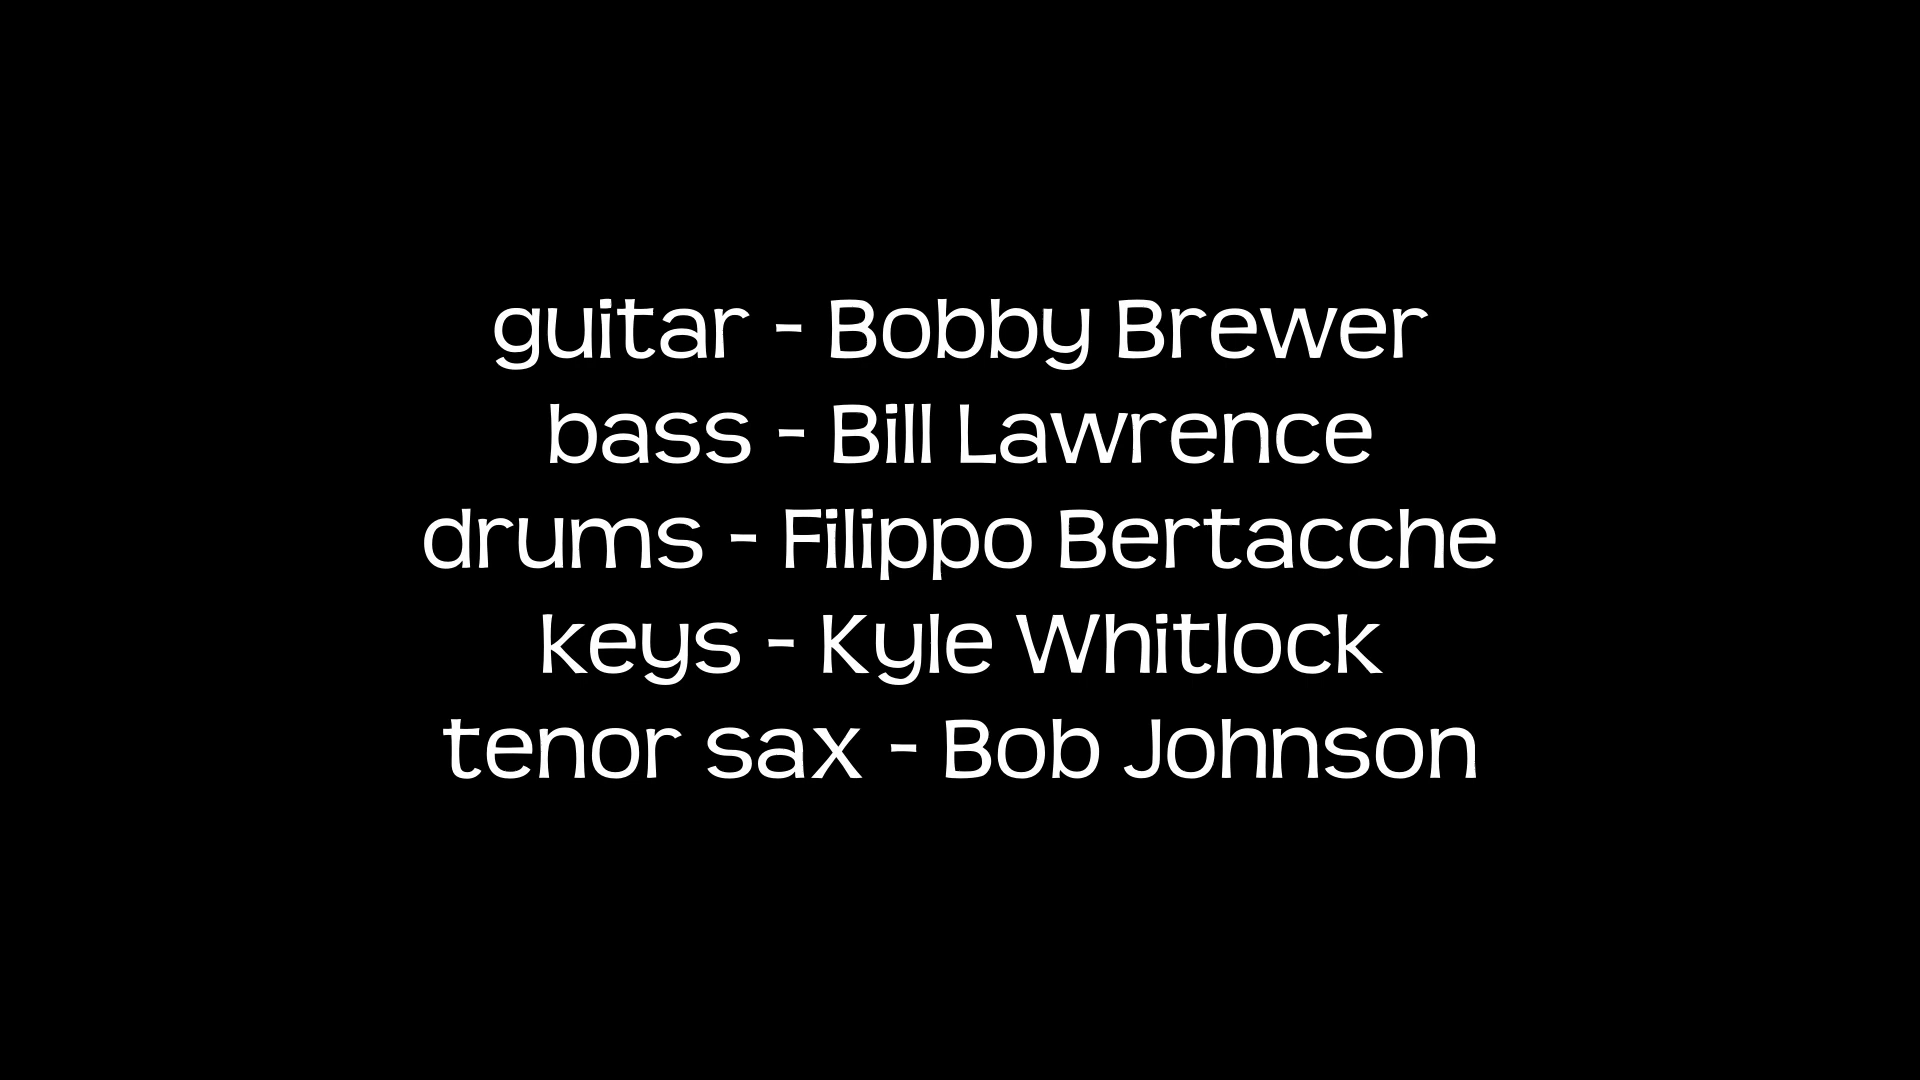 guitar - Bobby Brewer
bass - Bill Lawrence
drums - Filippo Bertacche
keys - Kyle Whitlock
tenor sax - Bob Johnson